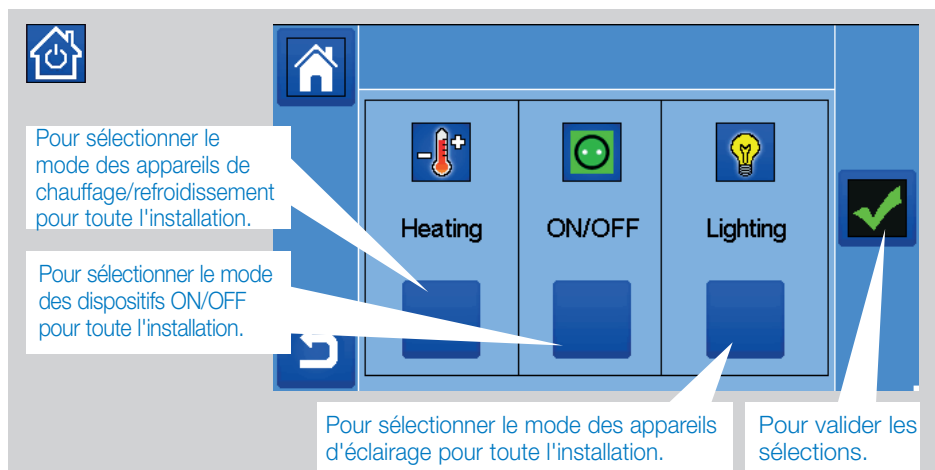 Pour sélectionner le
mode des appareils de
chauffage/refroidissement
pour toute l'installation.
Heating
ON/OFF
Lighting
Pour sélectionner le mode
des dispositifs ON/OFF
pour toute l'installation.
Pour sélectionner le mode des appareils
d'éclairage pour toute l'installation.
Pour valider les
sélections.